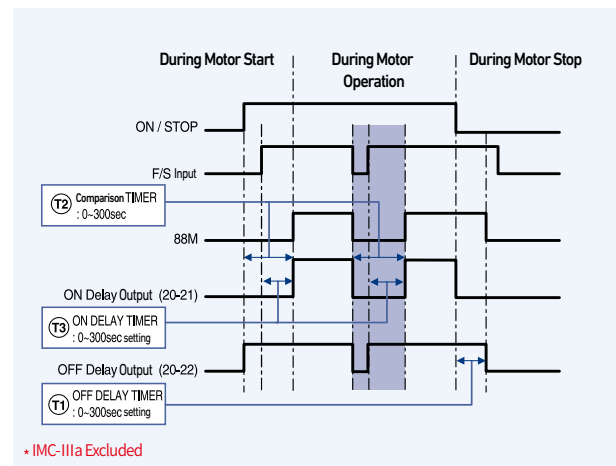 During Motor Start
During Motor
Operation
During Motor Stop
ON / STOP
F/S Input
T2 Comparison TIMER
: 0~300sec
88M
ON Delay Output (20-21)
T3 ON DELAY TIMER
: 0~300sec setting
OFF Delay Output (20-22)
T1 OFF DELAY TIMER
: 0~300sec setting
* IMC-IIIa Excluded